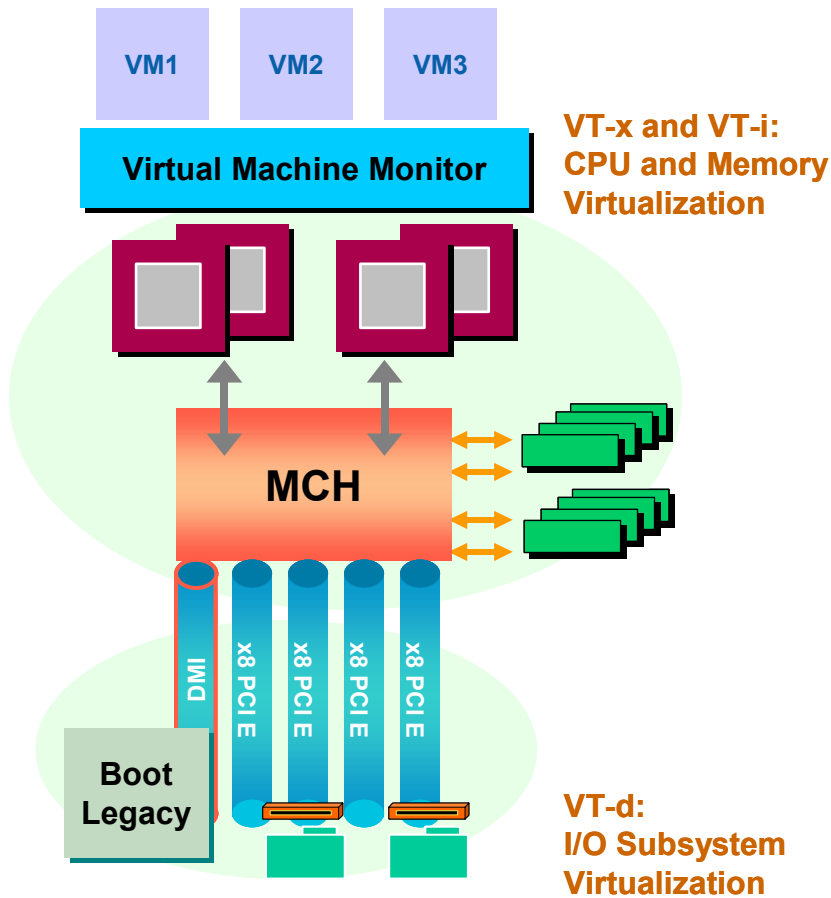 VM1
VM2
VM3
Virtual Machine Monitor
VT-x and VT-i:
CPU and Memory
Virtualization
MCH
DMI
x8 PCI E
x8 PCI E
x8 PCI E
x8 PCI E
Boot
Legacy
VT-d:
I/O Subsystem
Virtualization